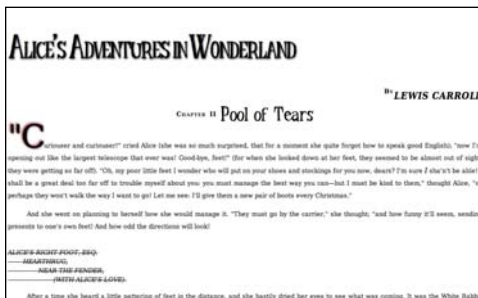 ALICE'S ADVENTURES IN WONDERLAND
BY LEWIS CARROLL
CHAPTER II Pool of Tears
"Curiouser and curiouser!" cried Alice (she was so much surprised, that for a moment she quite forgot how to speak good English), "now I'm
opening out like the largest telescope that ever was! Good-bye, feet!" (for when she looked down at her feet, they seemed to be almost out of sight
they were getting so far off). "Oh, my poor little feet I wonder who will put on your shoes and stockings for you now, dears? I'm sure I sha'n't be able!
shall be a great deal too far off to trouble myself about you: you must manage the best way you can—but I must be kind to them," thought Alice, "
perhaps they won't walk the way I want to go! Let me see: I'll give them a new pair of boots every Christmas."
And she went on planning to herself how she would manage it. "They must go by the carrier," she thought; "and how funny it'll seem, sending
presents to one's own feet! And how odd the directions will look!
ALICE'S RIGHT FOOT, ESQ.
HEARTHRUG,
NEAR THE FENDER,
(WITH ALICE'S LOVE).
After a time she heard a little pattering of feet in the distance, and she hastily dried her eyes to see what was coming. It was the White Rabbit